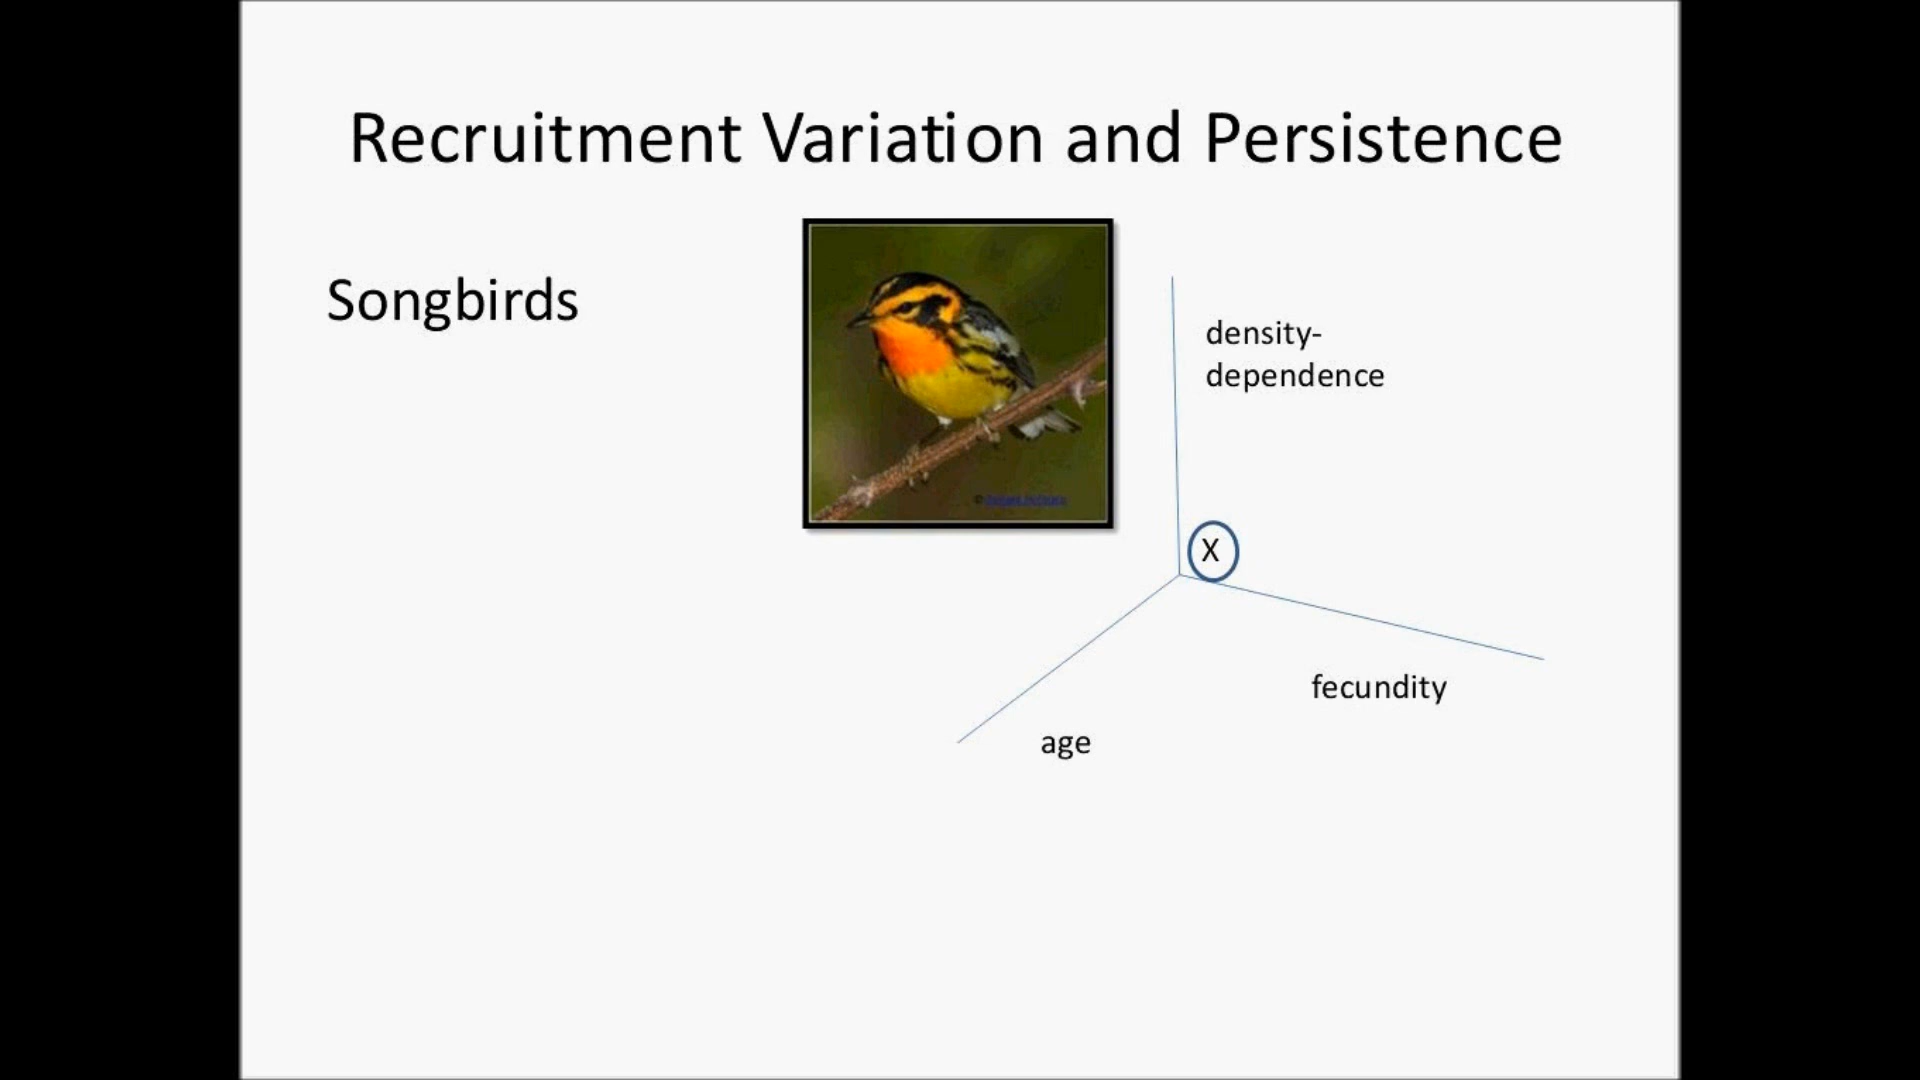 Recruitment Variation and Persistence
Songbirds
density-
dependence
X
fecundity
age
©